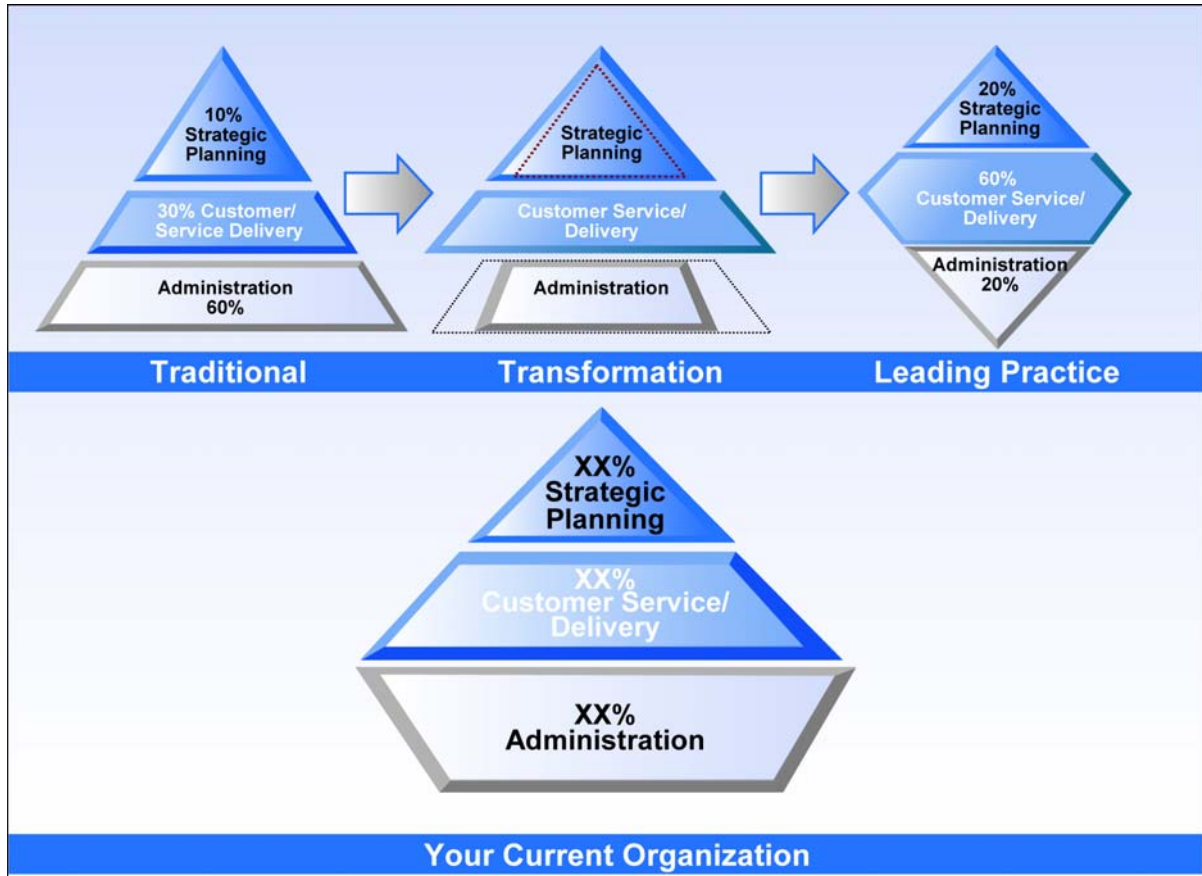 10%
Strategic
Planning
30% Customer/
Service Delivery
Administration
60%
Strategic
Planning
Customer Service/
Delivery
Administration
20%
Strategic
Planning
60%
Customer Service/
Delivery
Administration
20%
Traditional
Transformation
Leading Practice
XX%
Strategic
Planning
XX%
Customer Service/
Delivery
XX%
Administration
Your Current Organization